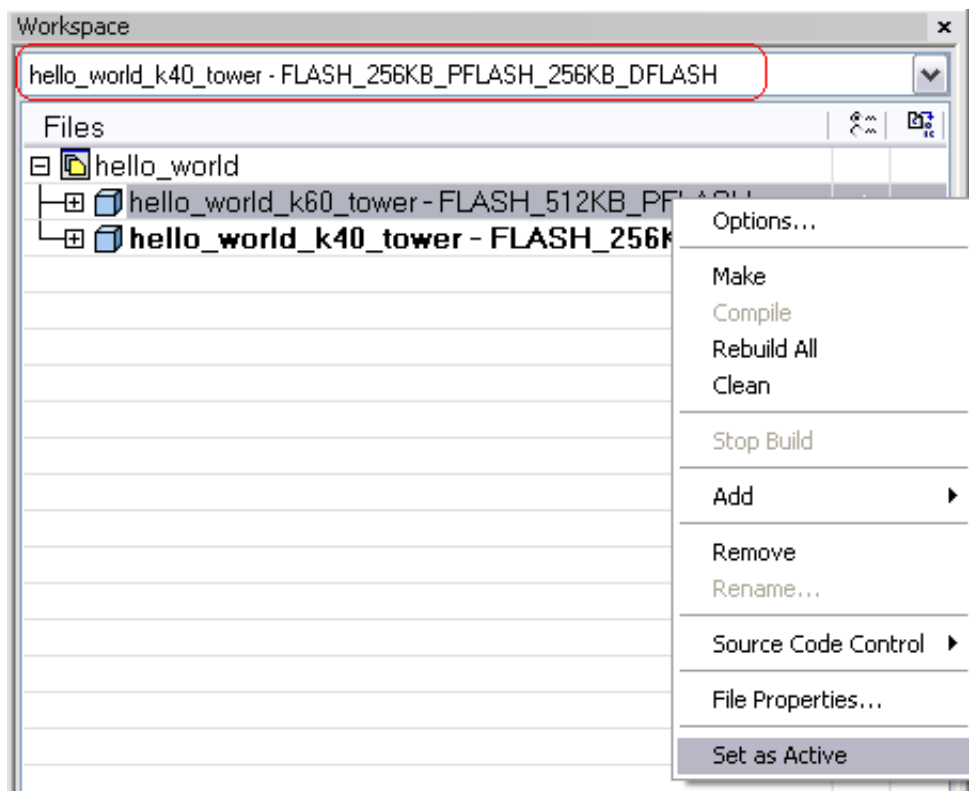 Workspace
hello_world_k40_tower - FLASH_256KB_PFLASH_256KB_DFLASH
Files
hello_world
hello_world_k60_tower - FLASH_512KB_PFLASH
hello_world_k40_tower - FLASH_256K
Options...
Make
Compile
Rebuild All
Clean
Stop Build
Add
Remove
Rename...
Source Code Control
File Properties...
Set as Active